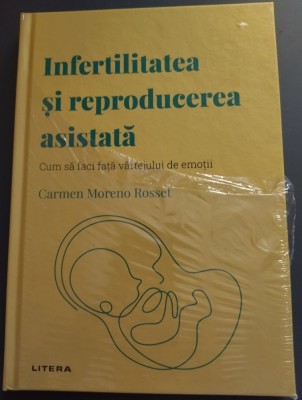 Infertilitatea
și reproducerea
asistată
Cum să faci față vârtejului de emoții
Carmen Moreno Rosset
LITERA